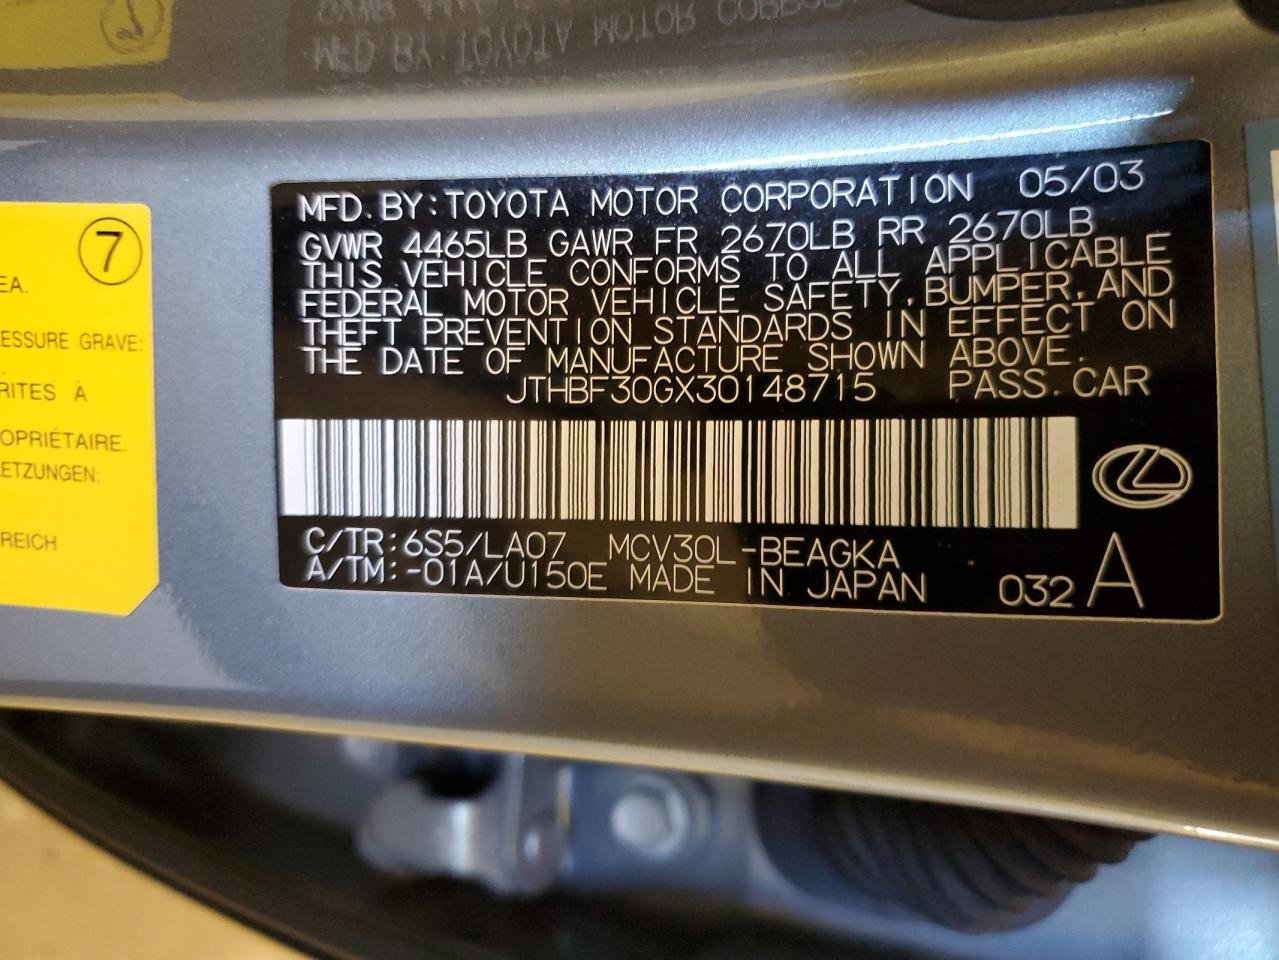 MFD. BY: TOYOTA MOTOR CORPORATION 05/03
GVWR 4465LB GAWR FR 2670LB RR 2670LB
THIS VEHICLE CONFORMS TO ALL APPLICABLE
FEDERAL MOTOR VEHICLE SAFETY, BUMPER, AND
THEFT PREVENTION STANDARDS IN EFFECT ON
THE DATE OF MANUFACTURE SHOWN ABOVE.
JTHBF30GX30148715 PASS. CAR
C/TR: 6S5/LA07 MCV30L-BEAGKA
A/TM: -01A/U150E MADE IN JAPAN 032 A
7
EA.
ESSURE GRAVE:
RITES À
OPRIÉTAIRE.
LETZUNGEN:
REICH
MFD BY: TOYOTA MOTOR CORPOR